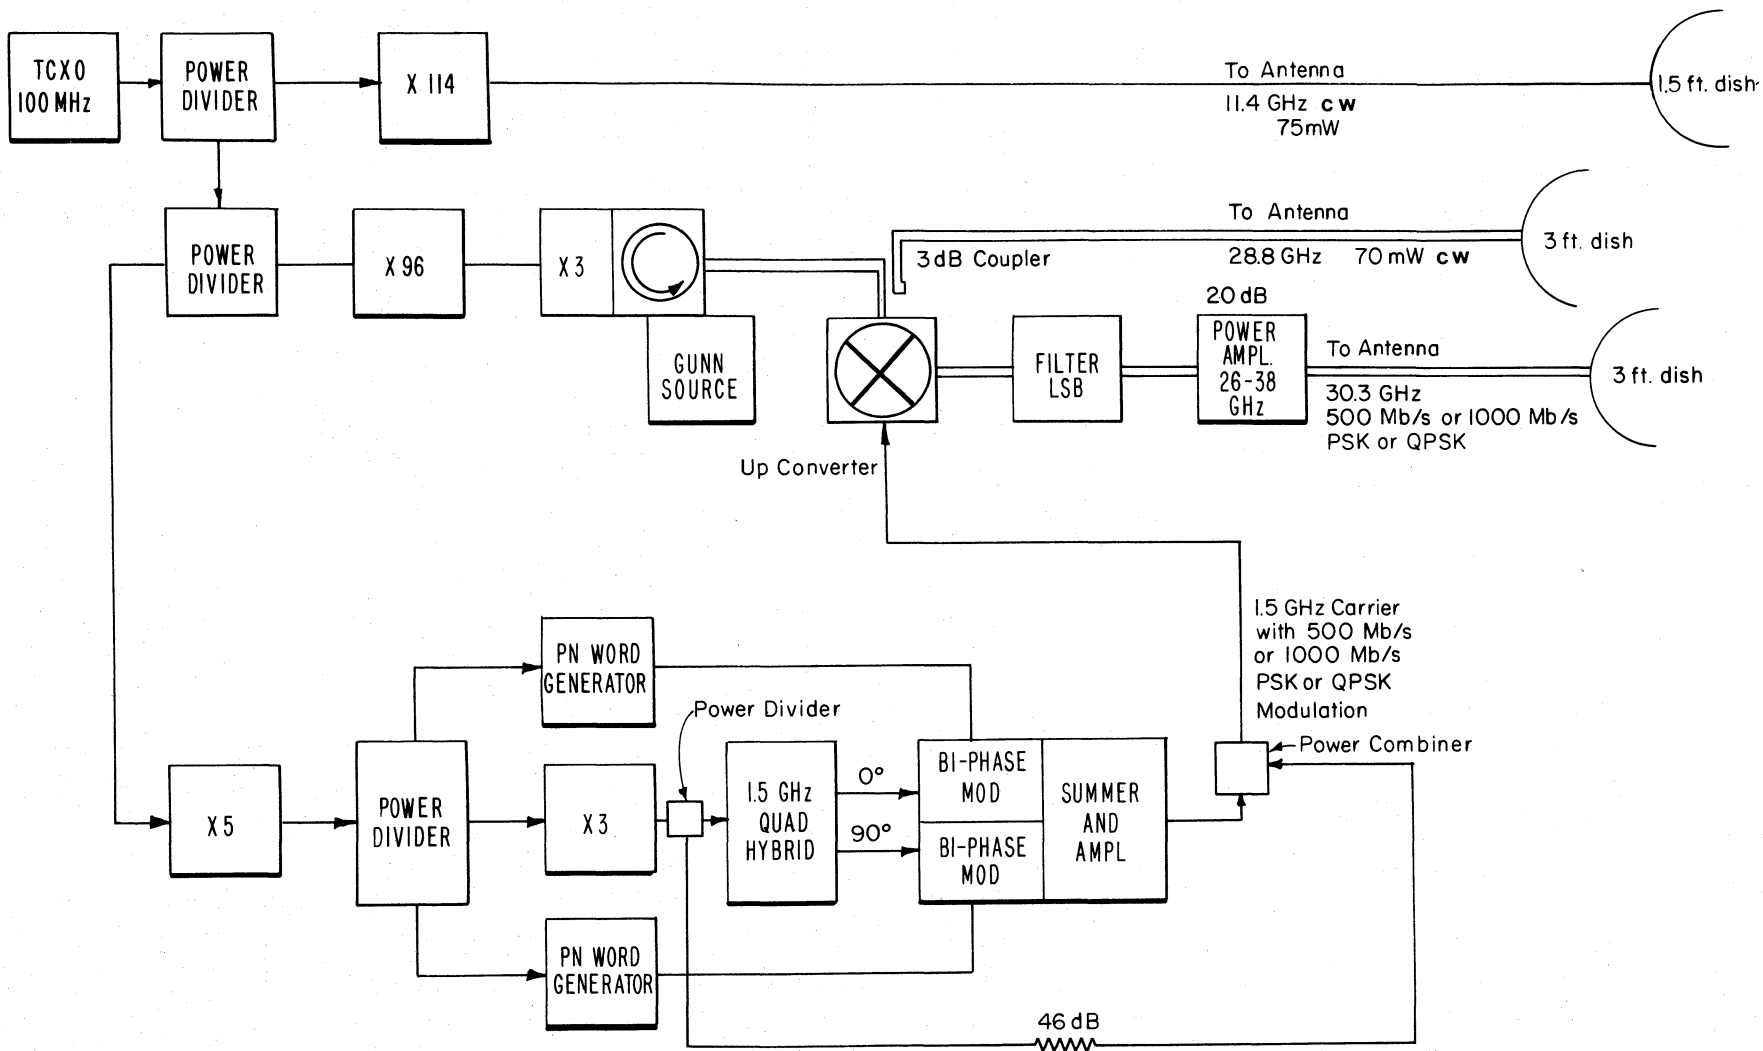 TCXO
100 MHz
POWER
DIVIDER
X 114
To Antenna
11.4 GHz cw
75mW
1.5 ft. dish
POWER
DIVIDER
X 96
X 3
GUNN
SOURCE
3 dB Coupler
To Antenna
28.8 GHz 70 mW cw
3 ft. dish
Up Converter
FILTER
LSB
20 dB
POWER
AMPL.
26-38
GHz
To Antenna
30.3 GHz
500 Mb/s or 1000 Mb/s
PSK or QPSK
3 ft. dish
1.5 GHz Carrier
with 500 Mb/s
or 1000 Mb/s
PSK or QPSK
Modulation
Power Combiner
PN WORD
GENERATOR
Power Divider
X 5
POWER
DIVIDER
X 3
1.5 GHz
QUAD
HYBRID
0°
90°
BI-PHASE
MOD
BI-PHASE
MOD
SUMMER
AND
AMPL
PN WORD
GENERATOR
46 dB